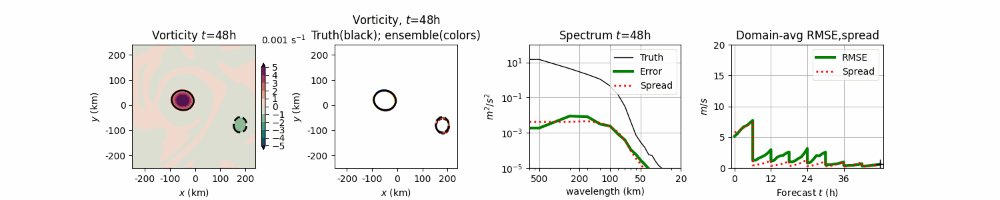 Vorticity t=48h
0.001 s⁻¹
200
100
0
-100
-200
y (km)
-200 -100 0 100 200
x (km)
5
4
3
2
1
0
−1
−2
−3
−4
−5
Vorticity, t=48h
Truth(black); ensemble(colors)
200
100
0
-100
-200
y (km)
-200 -100 0 100 200
x (km)
Spectrum t=48h
Truth
Error
Spread
10¹
10⁻¹
10⁻³
10⁻⁵
m²/s²
500 200 100 50 20
wavelength (km)
Domain-avg RMSE,spread
RMSE
Spread
20
15
10
5
0
m/s
0 12 24 36
Forecast t (h)